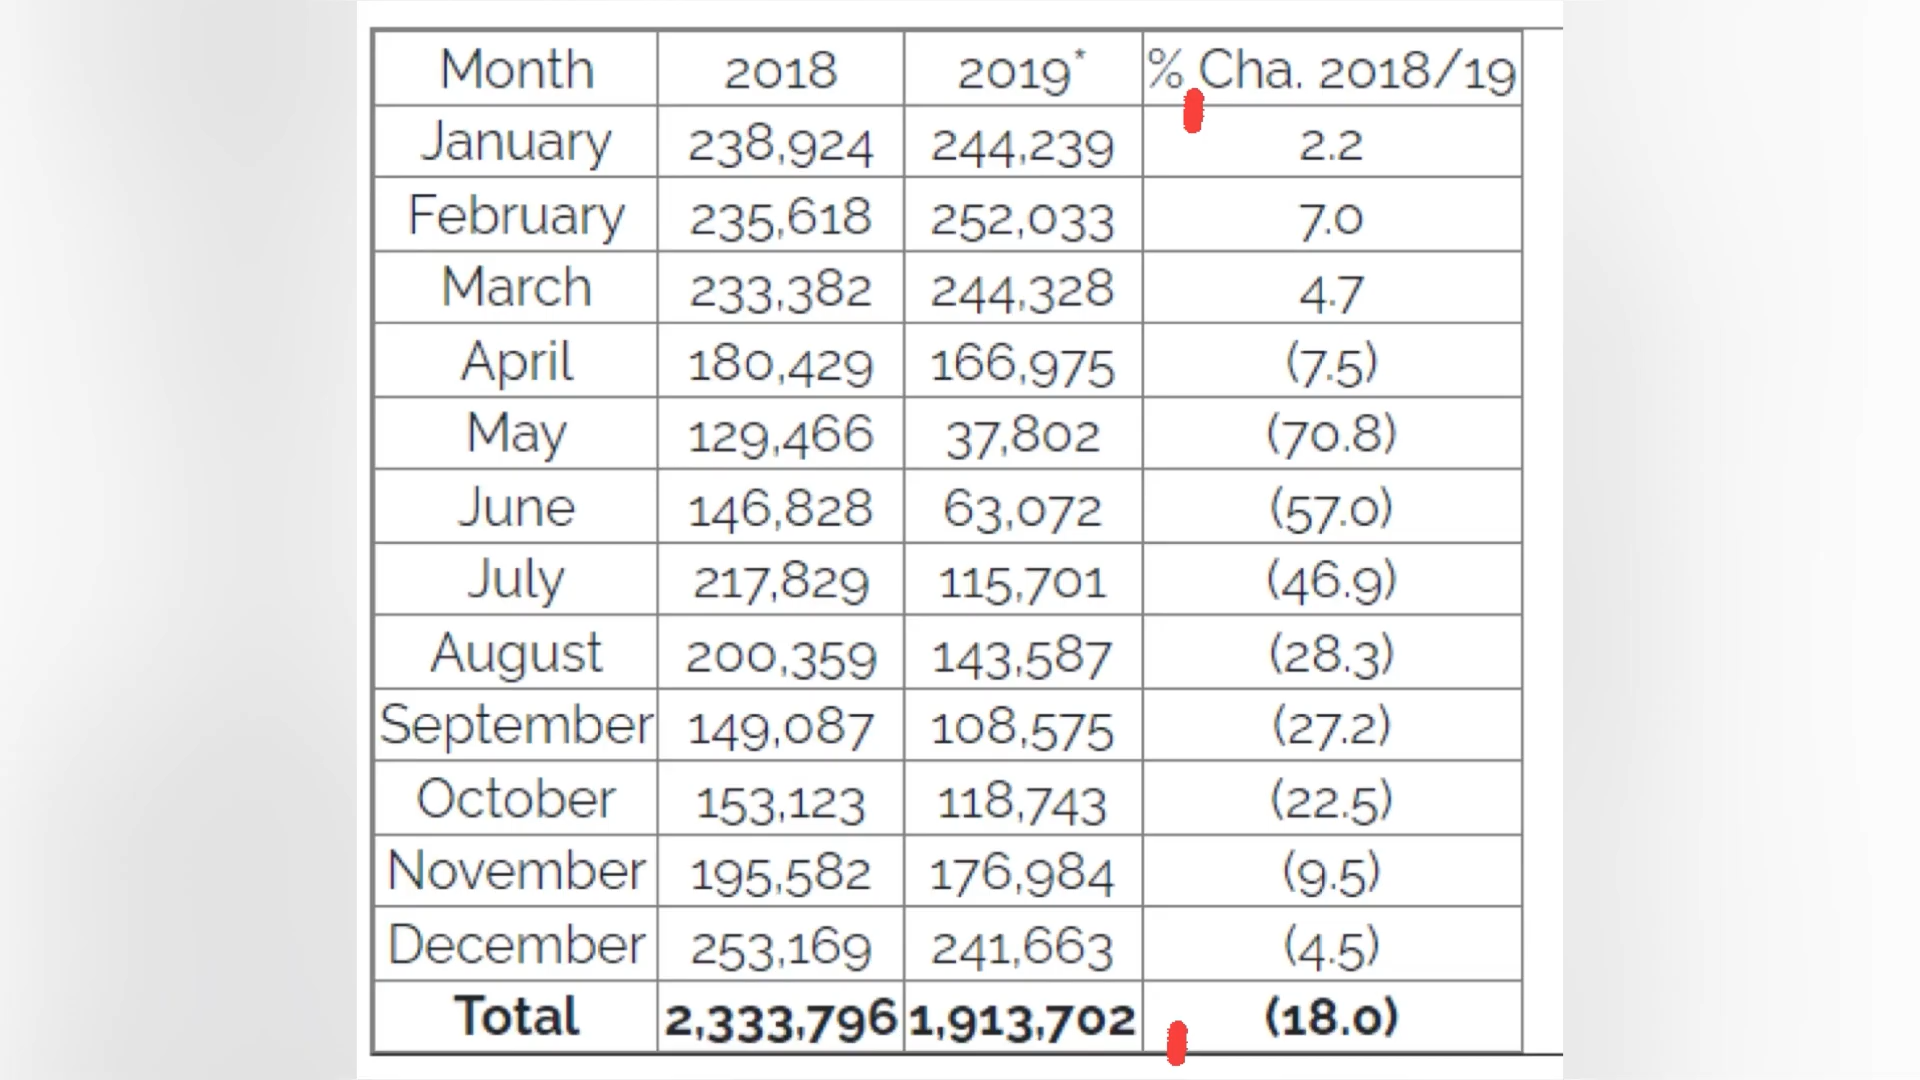 Month 2018 2019* % Cha. 2018/19
January 238,924 244,239 2.2
February 235,618 252,033 7.0
March 233,382 244,328 4.7
April 180,429 166,975 (7.5)
May 129,466 37,802 (70.8)
June 146,828 63,072 (57.0)
July 217,829 115,701 (46.9)
August 200,359 143,587 (28.3)
September 149,087 108,575 (27.2)
October 153,123 118,743 (22.5)
November 195,582 176,984 (9.5)
December 253,169 241,663 (4.5)
Total 2,333,796 1,913,702 (18.0)